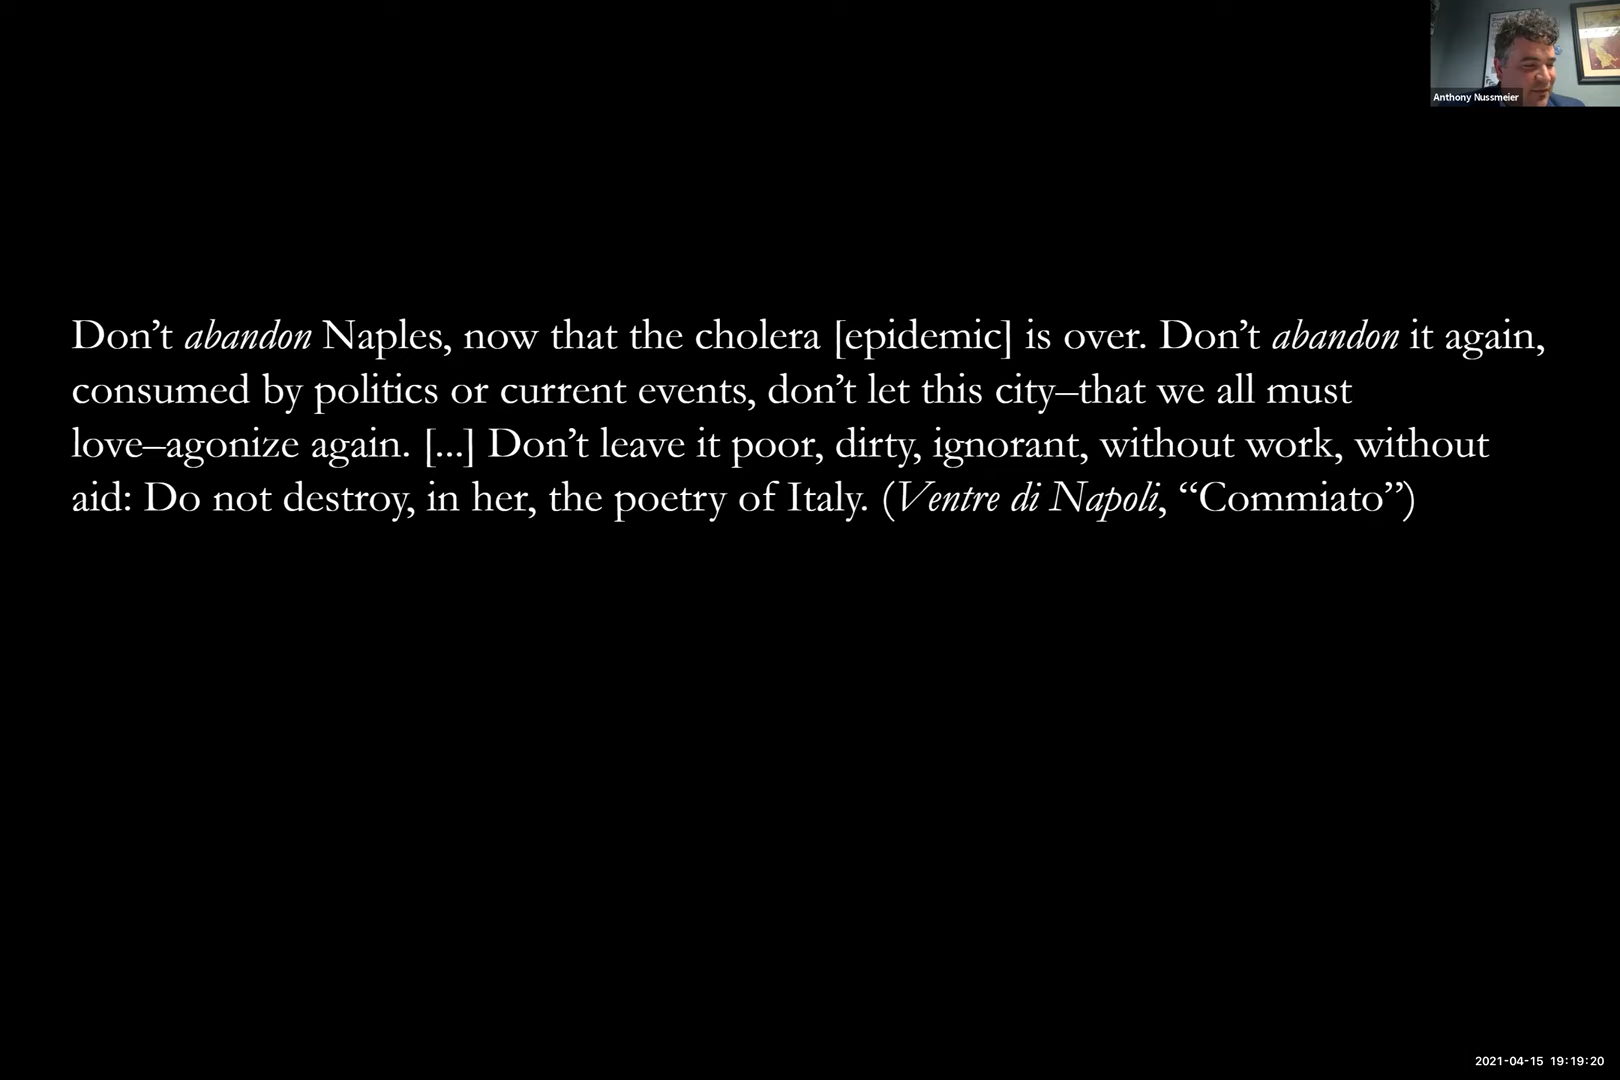 Anthony Nussmeier
Don’t abandon Naples, now that the cholera [epidemic] is over. Don’t abandon it again,
consumed by politics or current events, don’t let this city–that we all must
love–agonize again. [...] Don’t leave it poor, dirty, ignorant, without work, without
aid: Do not destroy, in her, the poetry of Italy. (Ventre di Napoli, “Commiato”)
2021-04-15 19:19:20